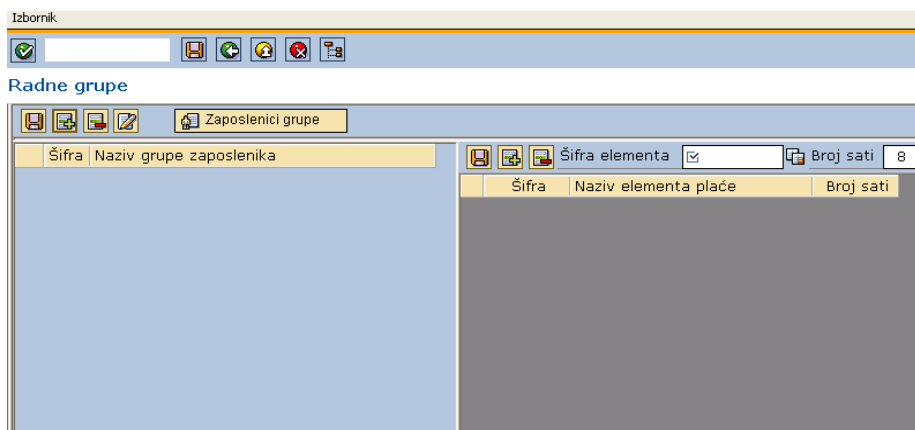 Izbornik
Radne grupe
Zaposlenici grupe
Šifra Naziv grupe zaposlenika
Šifra elementa Broj sati 8
Šifra Naziv elementa plaće Broj sati